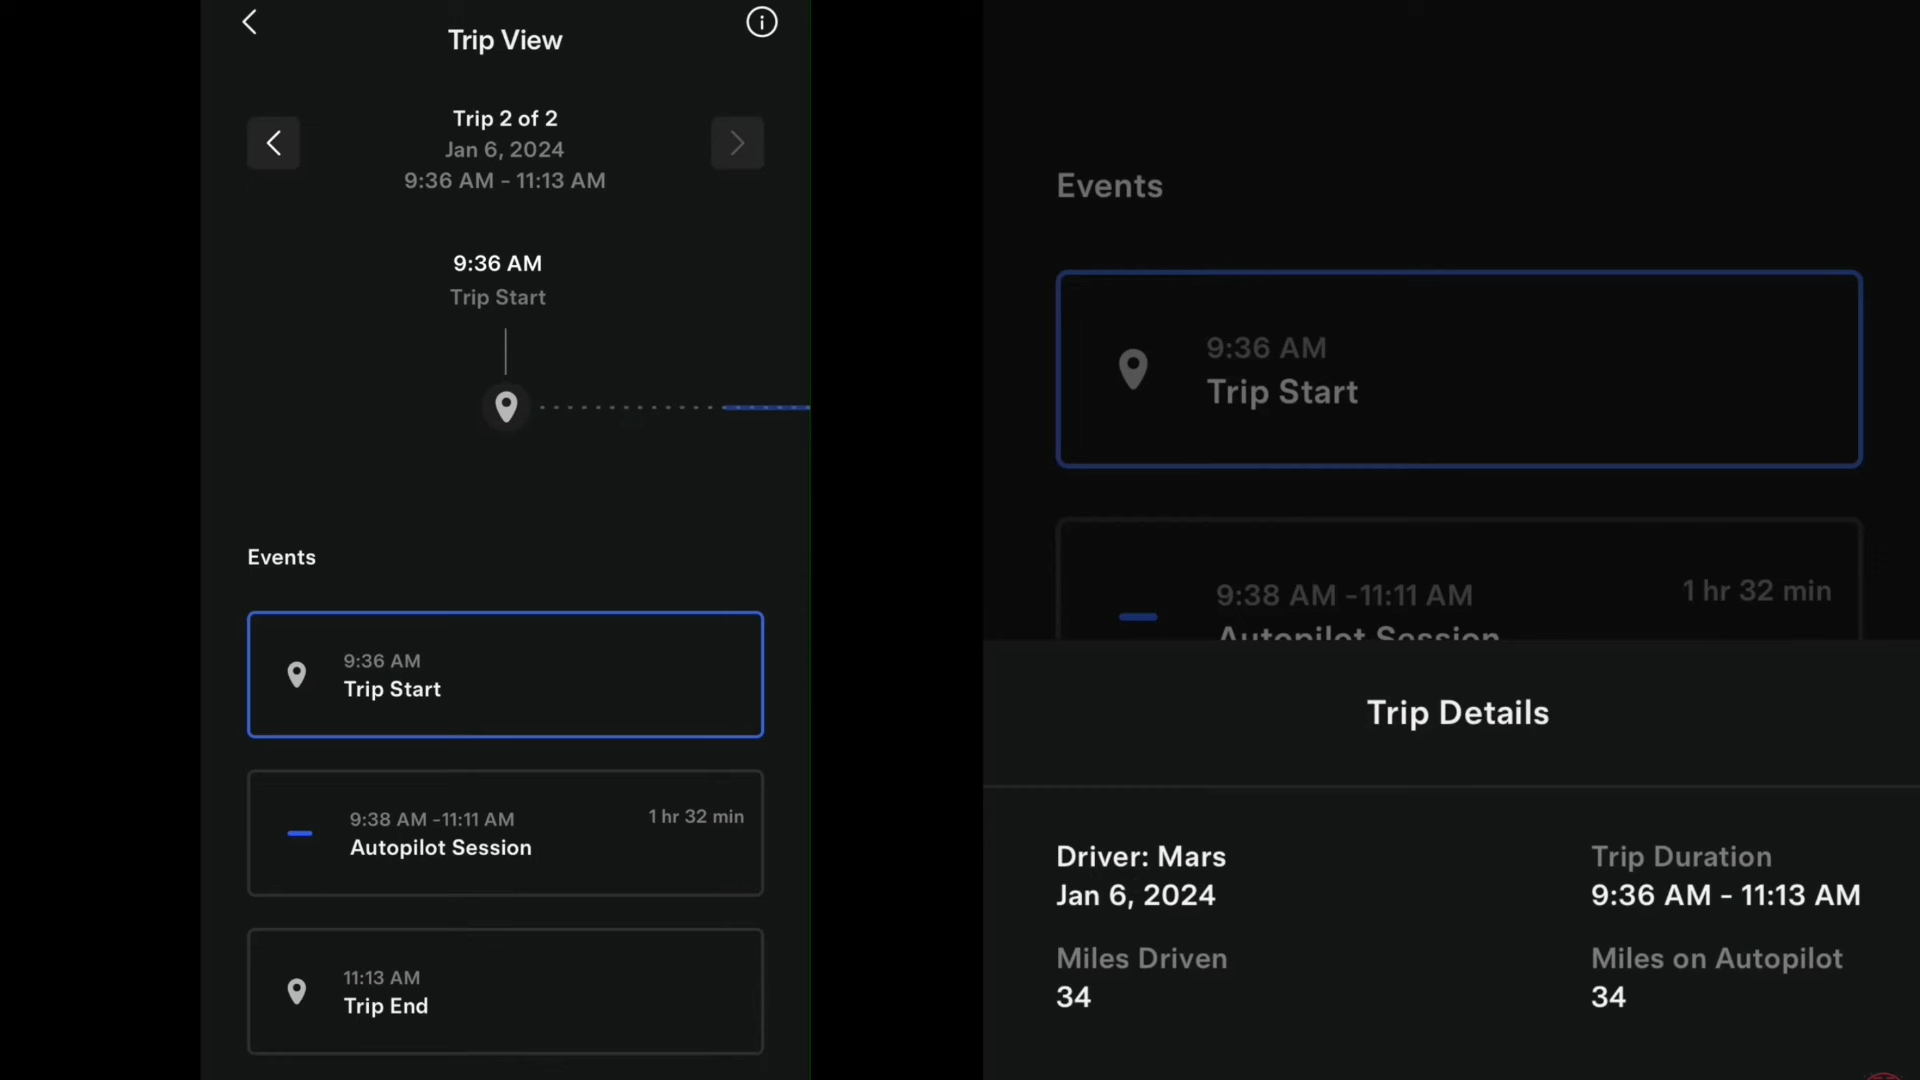 Trip View
Trip 2 of 2
Jan 6, 2024
9:36 AM - 11:13 AM
9:36 AM
Trip Start
Events
9:36 AM
Trip Start
9:38 AM -11:11 AM
1 hr 32 min
Autopilot Session
11:13 AM
Trip End
Events
9:36 AM
Trip Start
9:38 AM -11:11 AM
1 hr 32 min
Autopilot Session
Trip Details
Driver: Mars
Jan 6, 2024
Trip Duration
9:36 AM - 11:13 AM
Miles Driven
34
Miles on Autopilot
34